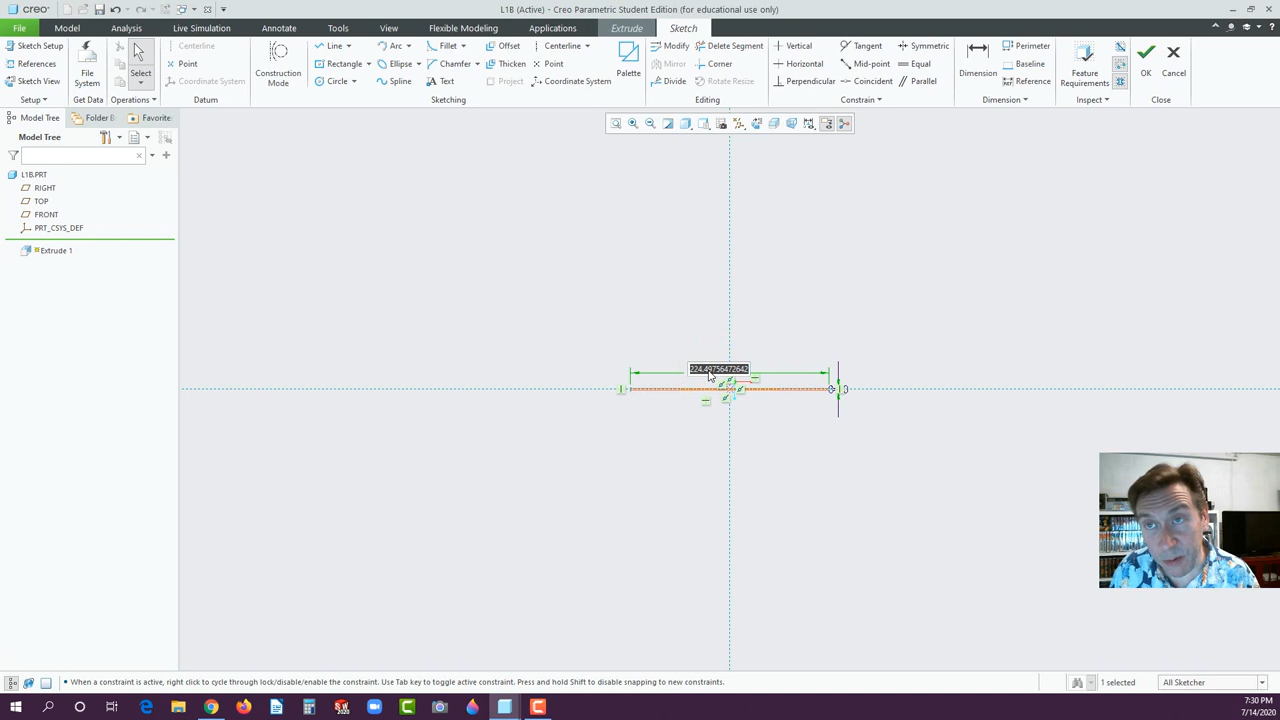 creo
L1B (Active) - Creo Parametric Student Edition (for educational use only)
File Model Analysis Live Simulation Annotate Tools View Flexible Modeling Applications Extrude Sketch
Sketch Setup
References
Sketch View
Setup
File System
Get Data
Select
Operations
Centerline
Point
Coordinate System
Datum
Construction Mode
Line Arc Fillet Offset Centerline
Rectangle Ellipse Chamfer Thicken Point
Circle Spline Text Project Coordinate System
Palette
Sketching
Modify Delete Segment
Mirror Corner
Divide Rotate Resize
Editing
Vertical Tangent Symmetric
Horizontal Mid-point Equal
Perpendicular Coincident Parallel
Constrain
Dimension
Perimeter
Baseline
Reference
Dimension
Feature Requirements
Inspect
OK
Cancel
Close
Model Tree Folder B Favorite
Model Tree
L1B.PRT
RIGHT
TOP
FRONT
PRT_CSYS_DEF
Extrude 1
224.49756472642
When a constraint is active, right click to cycle through lock/disable/enable the constraint. Use Tab key to toggle active constraint. Press and hold Shift to disable snapping to new constraints.
1 selected
All Sketcher
SW
2020
7:30 PM
7/14/2020